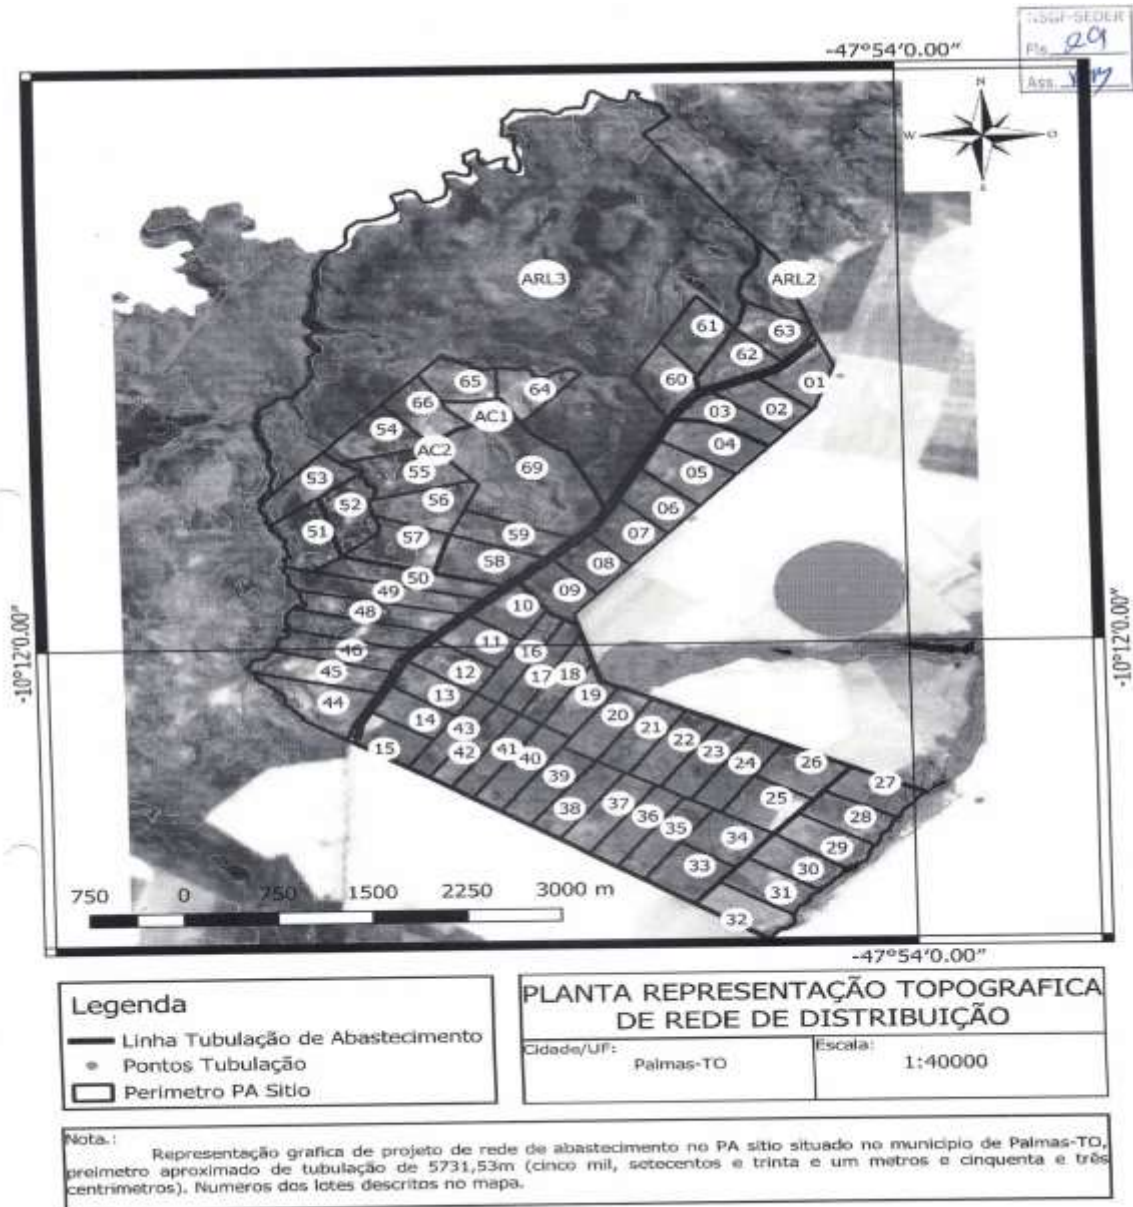 NSGF-SEDER
Fls. 29
Ass.
-47°54'0.00"
N
W
O
ARL3
ARL2
61
63
62
60
01
65
64
03
02
66
AC1
54
04
AC2
69
05
55
53
56
52
06
51
57
59
07
58
08
50
49
09
10
48
-10°12'0.00"
-10°12'0.00"
11
16
46
45
12
17
18
44
13
19
14
43
20
15
42
21
41
40
22
23
24
26
39
27
25
38
37
36
28
35
34
29
33
30
31
32
750 0 750 1500 2250 3000 m
-47°54'0.00"
Legenda
Linha Tubulação de Abastecimento
Pontos Tubulação
Perimetro PA Sitio
PLANTA REPRESENTAÇÃO TOPOGRAFICA
DE REDE DE DISTRIBUIÇÃO
Cidade/UF:
Palmas-TO
Escala:
1:40000
Nota.:
Representação grafica de projeto de rede de abastecimento no PA sitio situado no municipio de Palmas-TO,
preimetro aproximado de tubulação de 5731,53m (cinco mil, setecentos e trinta e um metros e cinquenta e três
centrimetros). Numeros dos lotes descritos no mapa.